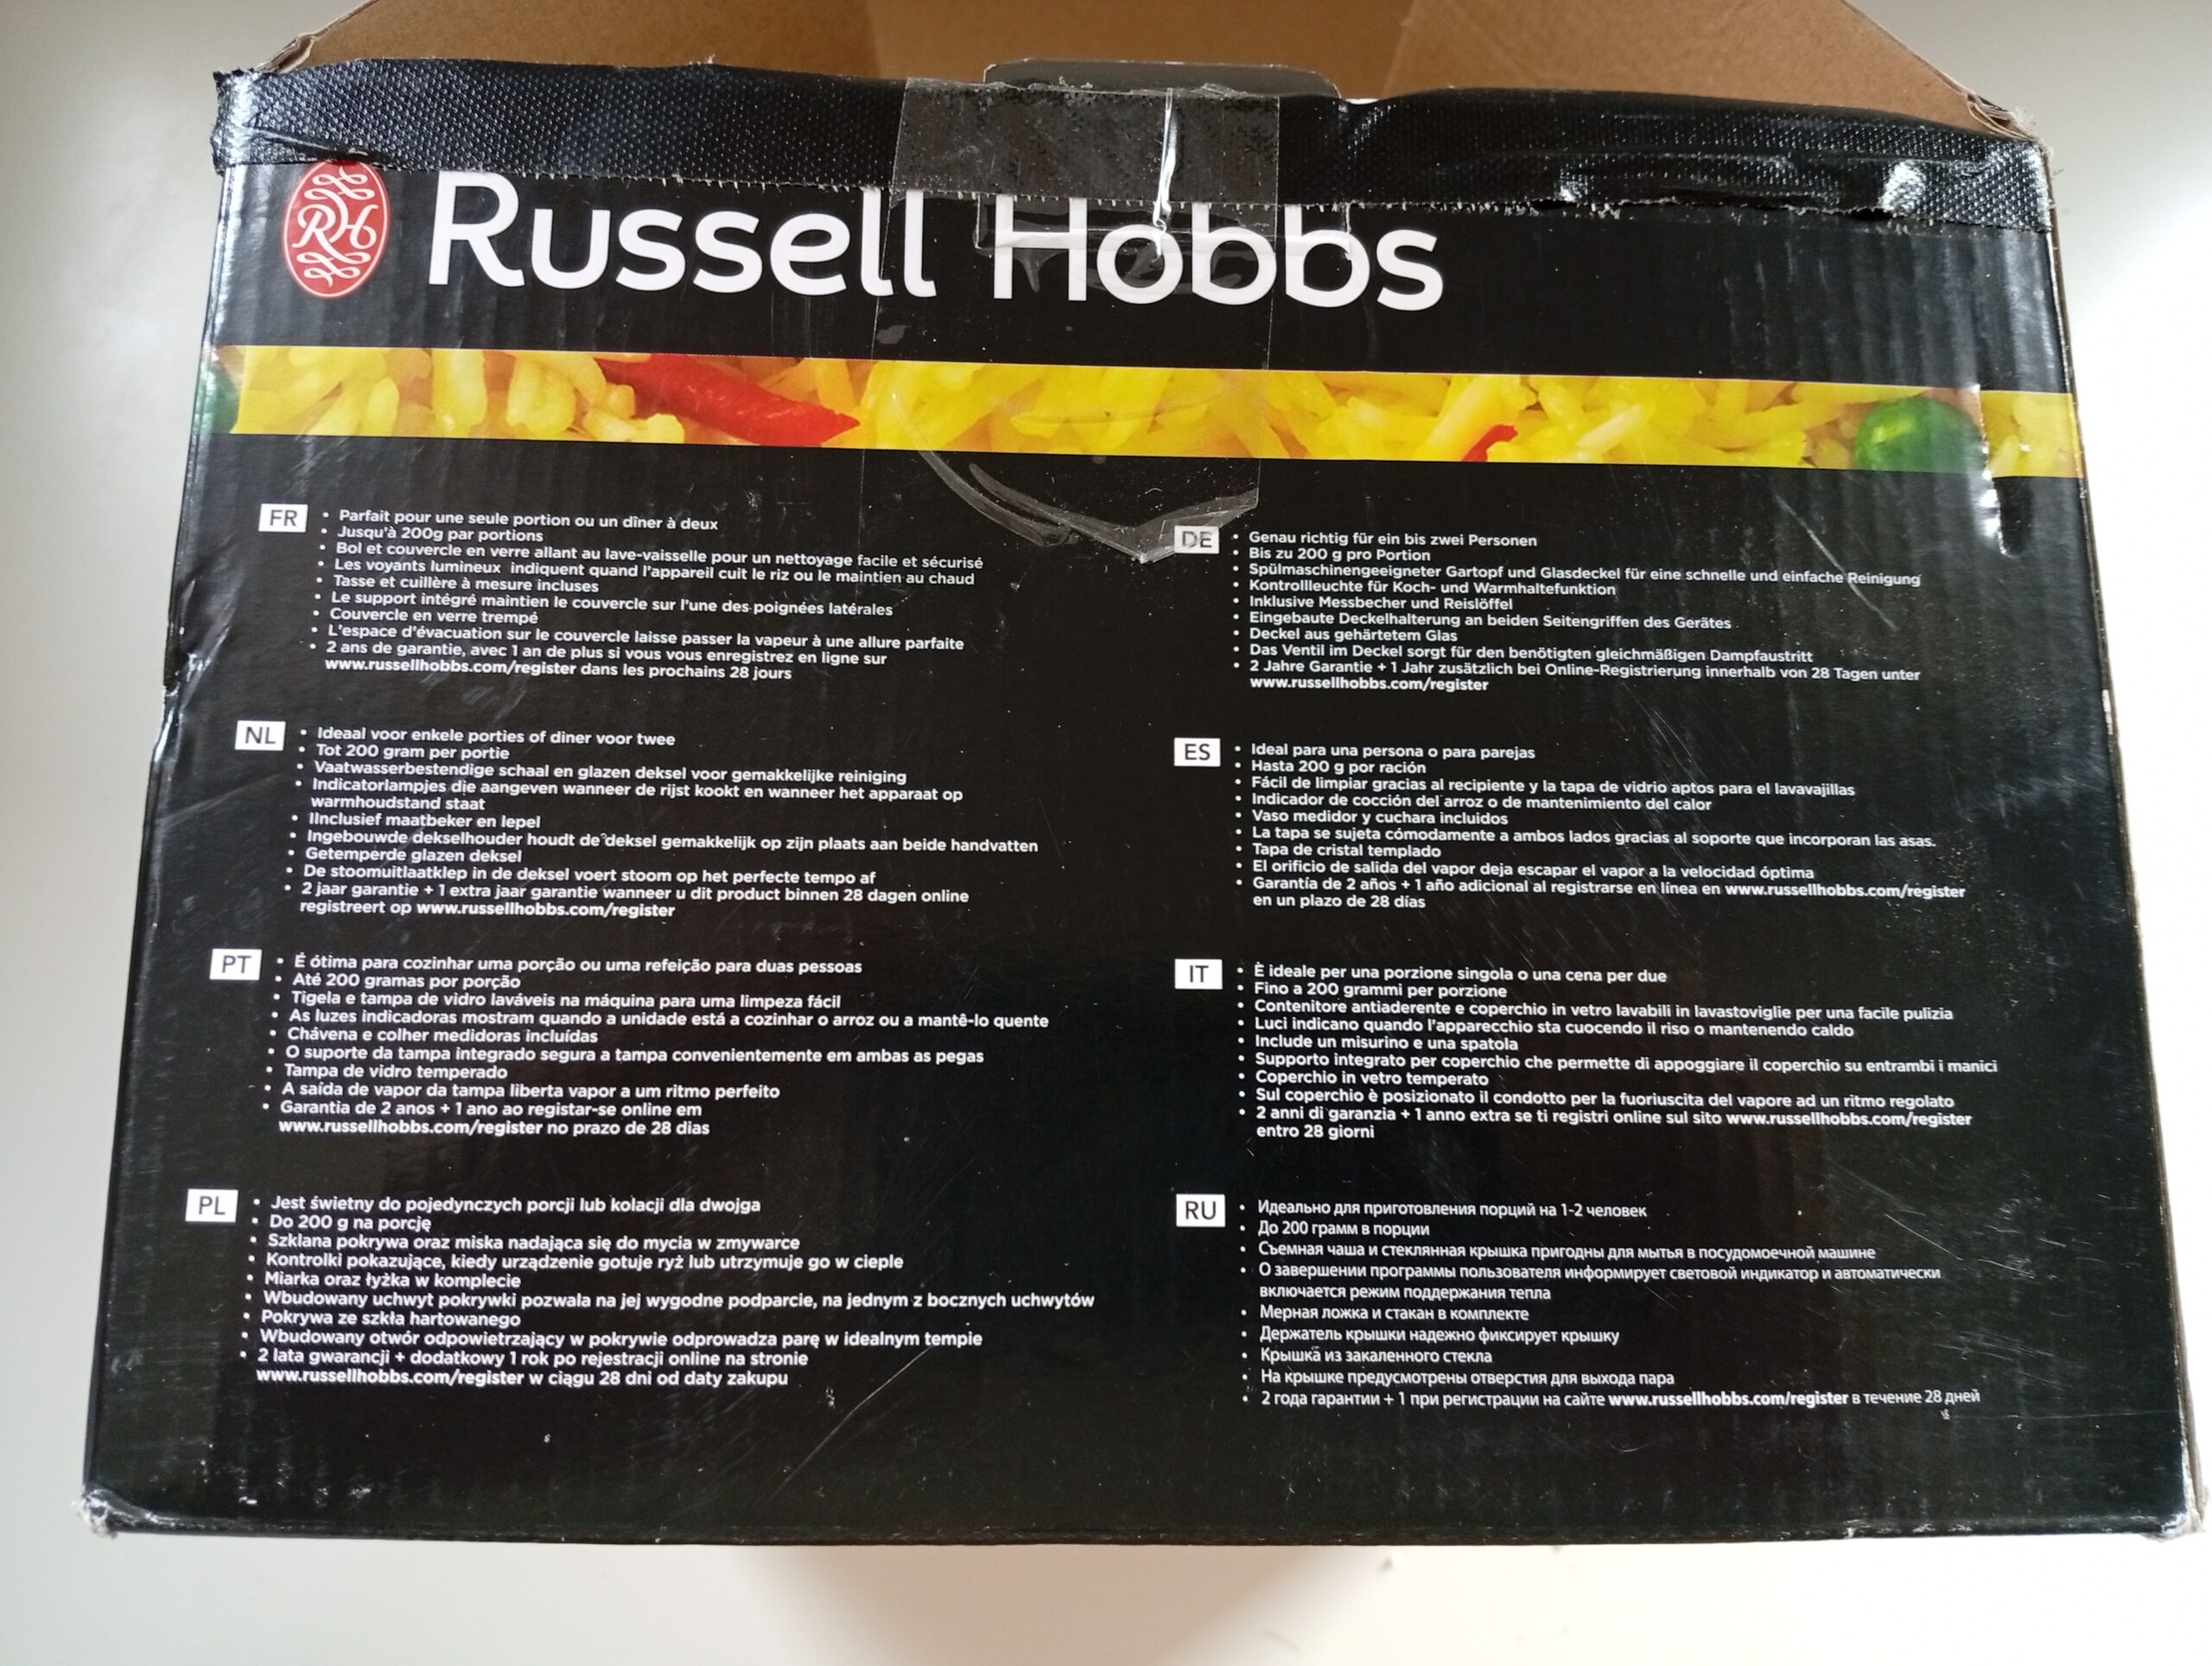 RH
Russell Hobbs
FR
• Parfait pour une seule portion ou un dîner à deux
• Jusqu'à 200g par portions
• Bol et couvercle en verre allant au lave-vaisselle pour un nettoyage facile et sécurisé
• Les voyants lumineux indiquent quand l'appareil cuit le riz ou le maintien au chaud
• Tasse et cuillère à mesure incluses
• Le support intégré maintien le couvercle sur l'une des poignées latérales
• Couvercle en verre trempé
• L'espace d'évacuation sur le couvercle laisse passer la vapeur à une allure parfaite
• 2 ans de garantie, avec 1 an de plus si vous vous enregistrez en ligne sur
www.russellhobbs.com/register dans les prochains 28 jours
DE
• Genau richtig für ein bis zwei Personen
• Bis zu 200 g pro Portion
• Spülmaschinengeeigneter Gartopf und Glasdeckel für eine schnelle und einfache Reinigung
• Kontrollleuchte für Koch- und Warmhaltefunktion
• Inklusive Messbecher und Reislöffel
• Eingebaute Deckelhalterung an beiden Seitengriffen des Gerätes
• Deckel aus gehärtetem Glas
• Das Ventil im Deckel sorgt für den benötigten gleichmäßigen Dampfaustritt
• 2 Jahre Garantie + 1 Jahr zusätzlich bei Online-Registrierung innerhalb von 28 Tagen unter
www.russellhobbs.com/register
NL
• Ideaal voor enkele porties of diner voor twee
• Tot 200 gram per portie
• Vaatwasserbestendige schaal en glazen deksel voor gemakkelijke reiniging
• Indicatorlampjes die aangeven wanneer de rijst kookt en wanneer het apparaat op
warmhoudstand staat
• IInclusief maatbeker en lepel
• Ingebouwde dekselhouder houdt de deksel gemakkelijk op zijn plaats aan beide handvatten
• Getemperde glazen deksel
• De stoomuitlaatklep in de deksel voert stoom op het perfecte tempo af
• 2 jaar garantie + 1 extra jaar garantie wanneer u dit product binnen 28 dagen online
registreert op www.russellhobbs.com/register
ES
• Ideal para una persona o para parejas
• Hasta 200 g por ración
• Fácil de limpiar gracias al recipiente y la tapa de vidrio aptos para el lavavajillas
• Indicador de cocción del arroz o de mantenimiento del calor
• Vaso medidor y cuchara incluidos
• La tapa se sujeta cómodamente a ambos lados gracias al soporte que incorporan las asas.
• Tapa de cristal templado
• El orificio de salida del vapor deja escapar el vapor a la velocidad óptima
• Garantía de 2 años + 1 año adicional al registrarse en línea en www.russellhobbs.com/register
en un plazo de 28 días
PT
• É ótima para cozinhar uma porção ou uma refeição para duas pessoas
• Até 200 gramas por porção
• Tigela e tampa de vidro laváveis na máquina para uma limpeza fácil
• As luzes indicadoras mostram quando a unidade está a cozinhar o arroz ou a mantê-lo quente
• Chávena e colher medidoras incluídas
• O suporte da tampa integrado segura a tampa convenientemente em ambas as pegas
• Tampa de vidro temperado
• A saída de vapor da tampa liberta vapor a um ritmo perfeito
• Garantia de 2 anos + 1 ano ao registar-se online em
www.russellhobbs.com/register no prazo de 28 dias
IT
• È ideale per una porzione singola o una cena per due
• Fino a 200 grammi per porzione
• Contenitore antiaderente e coperchio in vetro lavabili in lavastoviglie per una facile pulizia
• Luci indicano quando l'apparecchio sta cuocendo il riso o mantenendo caldo
• Include un misurino e una spatola
• Supporto integrato per coperchio che permette di appoggiare il coperchio su entrambi i manici
• Coperchio in vetro temperato
• Sul coperchio è posizionato il condotto per la fuoriuscita del vapore ad un ritmo regolato
• 2 anni di garanzia + 1 anno extra se ti registri online sul sito www.russellhobbs.com/register
entro 28 giorni
PL
• Jest świetny do pojedynczych porcji lub kolacji dla dwojga
• Do 200 g na porcję
• Szklana pokrywa oraz miska nadająca się do mycia w zmywarce
• Kontrolki pokazujące, kiedy urządzenie gotuje ryż lub utrzymuje go w cieple
• Miarka oraz łyżka w komplecie
• Wbudowany uchwyt pokrywki pozwala na jej wygodne podparcie, na jednym z bocznych uchwytów
• Pokrywa ze szkła hartowanego
• Wbudowany otwór odpowietrzający w pokrywie odprowadza parę w idealnym tempie
• 2 lata gwarancji + dodatkowy 1 rok po rejestracji online na stronie
www.russellhobbs.com/register w ciągu 28 dni od daty zakupu
RU
• Идеально для приготовления порций на 1-2 человек
• До 200 грамм в порции
• Съемная чаша и стеклянная крышка пригодны для мытья в посудомоечной машине
• О завершении программы пользователя информирует световой индикатор и автоматически
включается режим поддержания тепла
• Мерная ложка и стакан в комплекте
• Держатель крышки надежно фиксирует крышку
• Крышка из закаленного стекла
• На крышке предусмотрены отверстия для выхода пара
• 2 года гарантии + 1 при регистрации на сайте www.russellhobbs.com/register в течение 28 дней